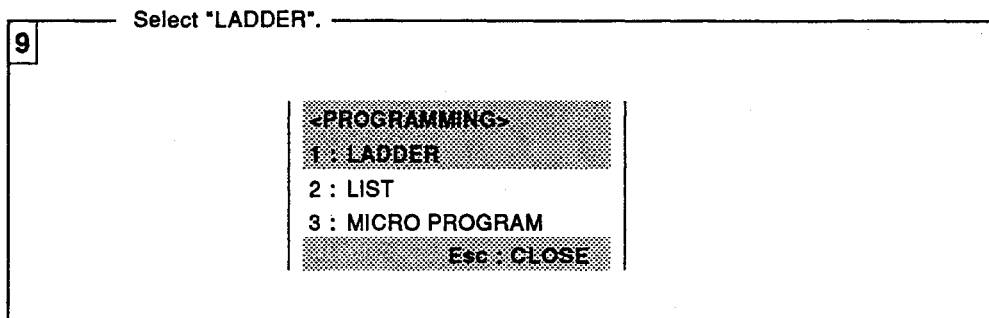 Select "LADDER".
9
<PROGRAMMING>
1 : LADDER
2 : LIST
3 : MICRO PROGRAM
Esc : CLOSE